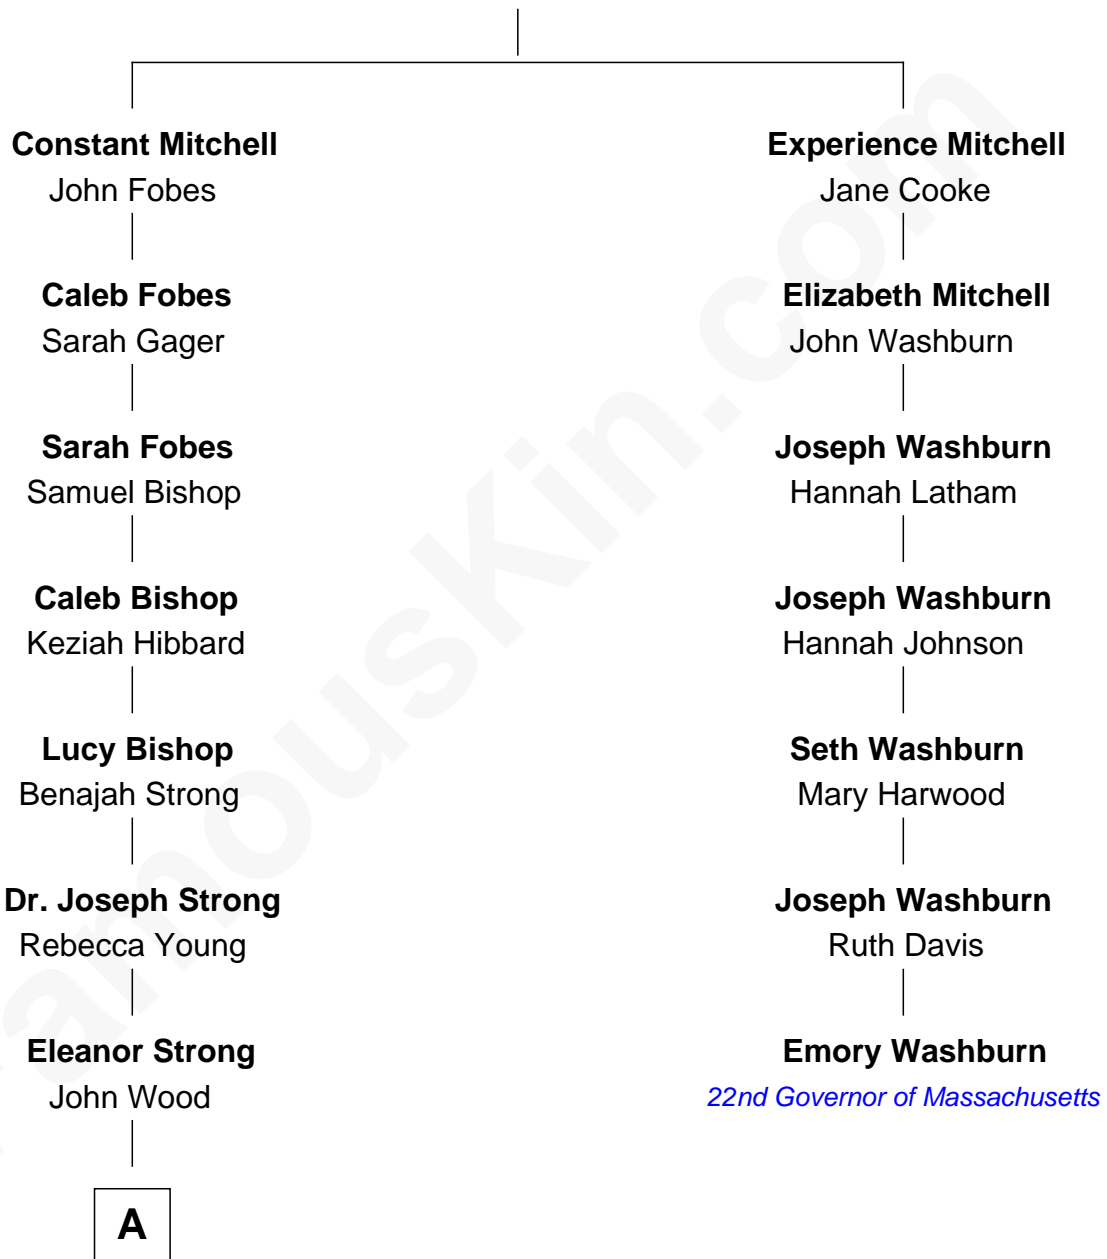 Constant Mitchell
John Fobes
Caleb Fobes
Sarah Gager
Sarah Fobes
Samuel Bishop
Caleb Bishop
Keziah Hibbard
Lucy Bishop
Benajah Strong
Dr. Joseph Strong
Rebecca Young
Eleanor Strong
John Wood
A
Experience Mitchell
Jane Cooke
Elizabeth Mitchell
John Washburn
Joseph Washburn
Hannah Latham
Joseph Washburn
Hannah Johnson
Seth Washburn
Mary Harwood
Joseph Washburn
Ruth Davis
Emory Washburn
22nd Governor of Massachusetts
FamousKin.com